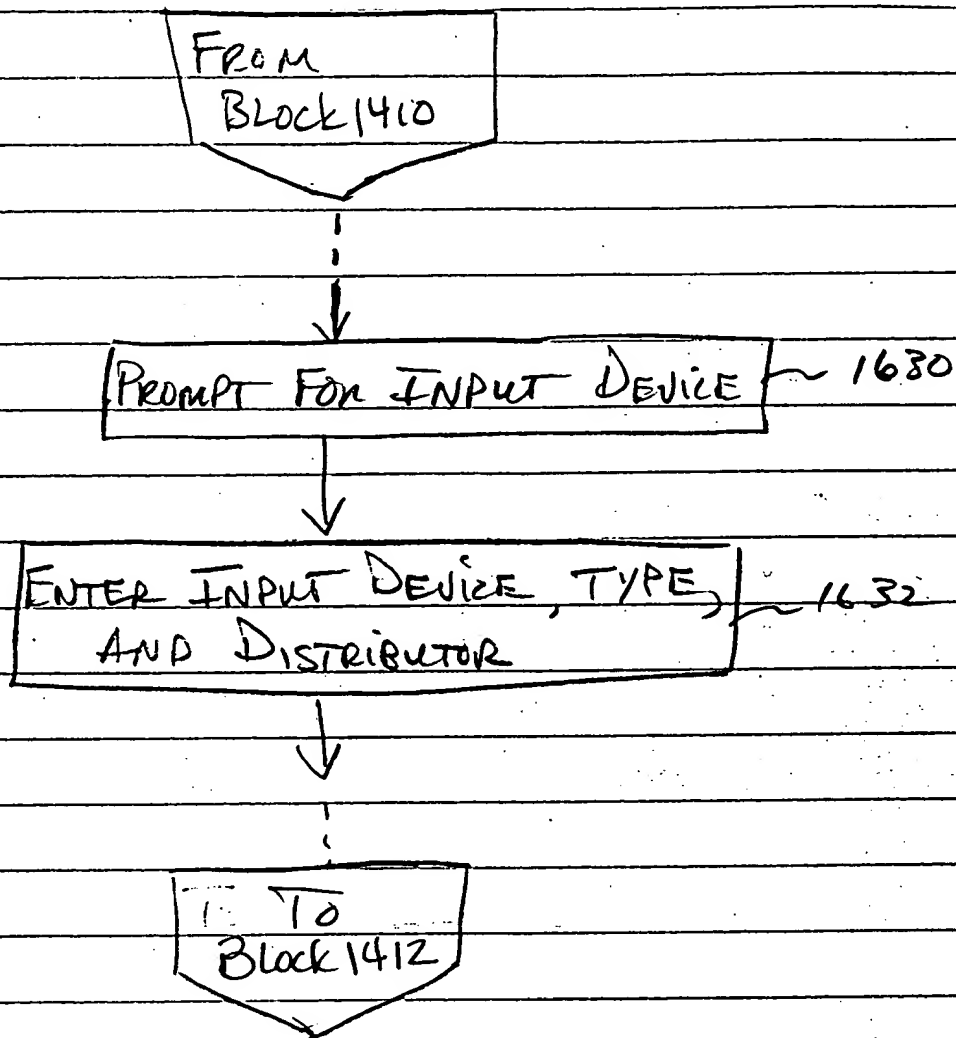 FROM
BLOCK 1410
PROMPT FOR INPUT DEVICE
1630
ENTER INPUT DEVICE, TYPE,
AND DISTRIBUTOR
1632
TO
BLOCK 1412